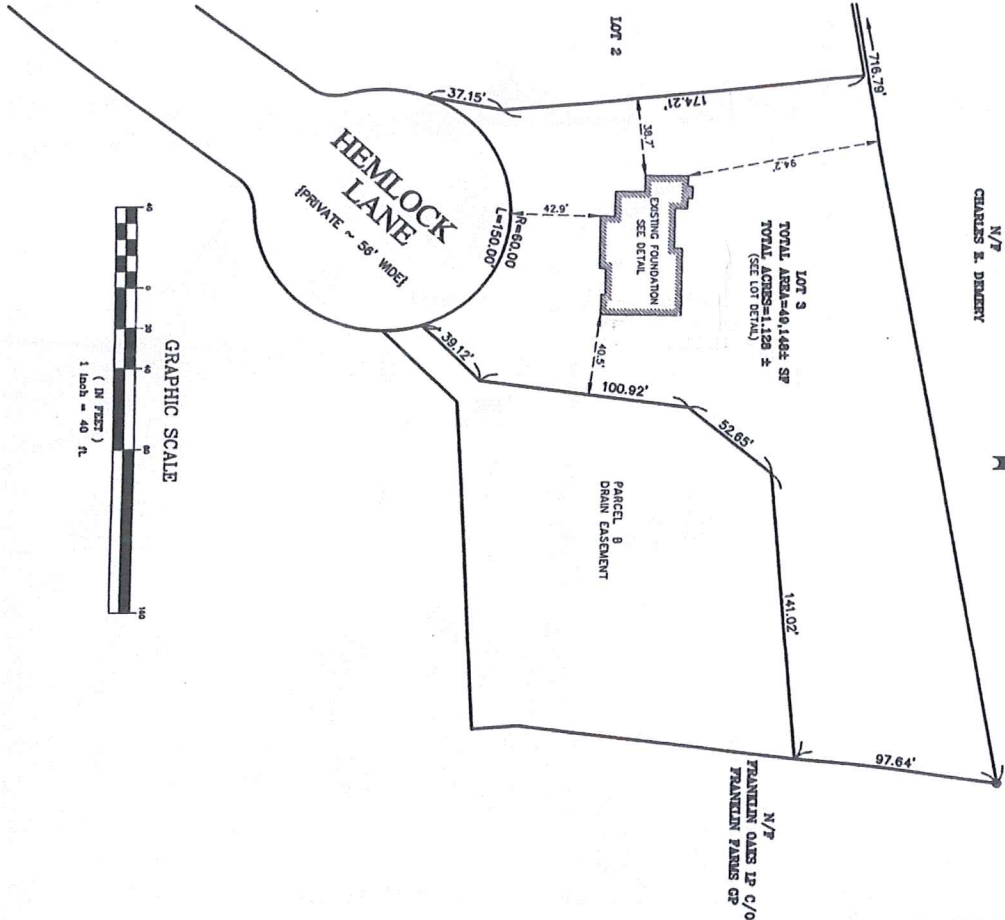 N/F
CHARLES E. DEMERY
716.79'
LOT 2
37.15'
174.21'
38.7'
94.2'
LOT 3
TOTAL AREA=49,148± SF
TOTAL ACRES=1.128 ±
(SEE LOT DETAIL)
EXISTING FOUNDATION
SEE DETAIL
42.9'
R=60.00
L=150.00'
HEMLOCK
LANE
{PRIVATE ~ 56' WIDE}
40.5'
39.12'
100.92'
52.65'
PARCEL B
DRAIN EASEMENT
141.02'
97.64'
N/F
FRANKLIN OAKS LP C/O
FRANKLIN FARMS GP
GRAPHIC SCALE
40 0 20 40 80 160
( IN FEET )
1 inch = 40 ft.